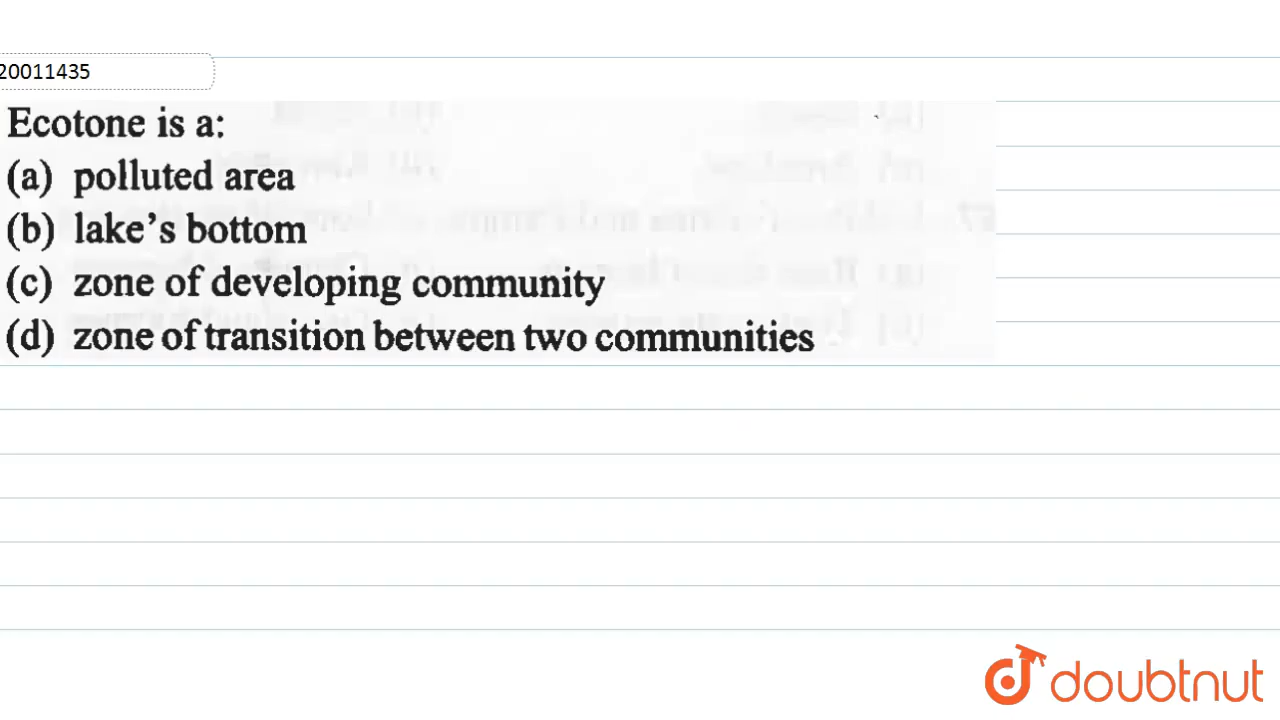 20011435
Ecotone is a:
(a) polluted area
(b) lake's bottom
(c) zone of developing community
(d) zone of transition between two communities
doubtnut